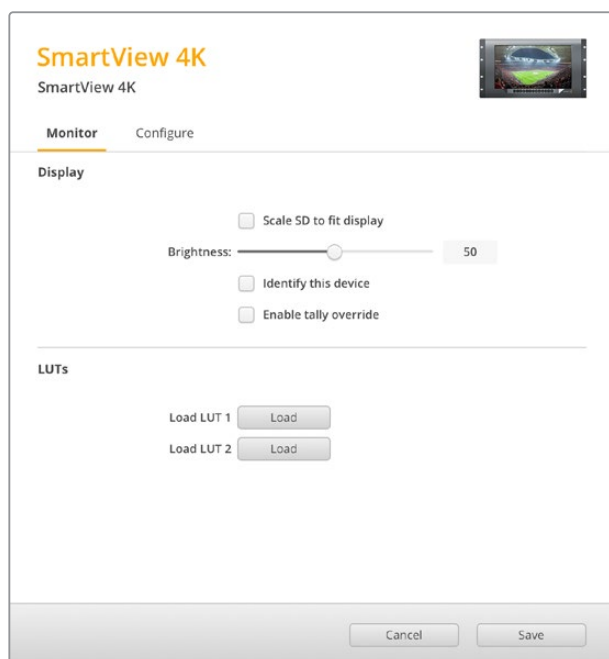 SmartView 4K
SmartView 4K
Monitor Configure
Display
Scale SD to fit display
Brightness: 50
Identify this device
Enable tally override
LUTs
Load LUT 1 Load
Load LUT 2 Load
Cancel Save